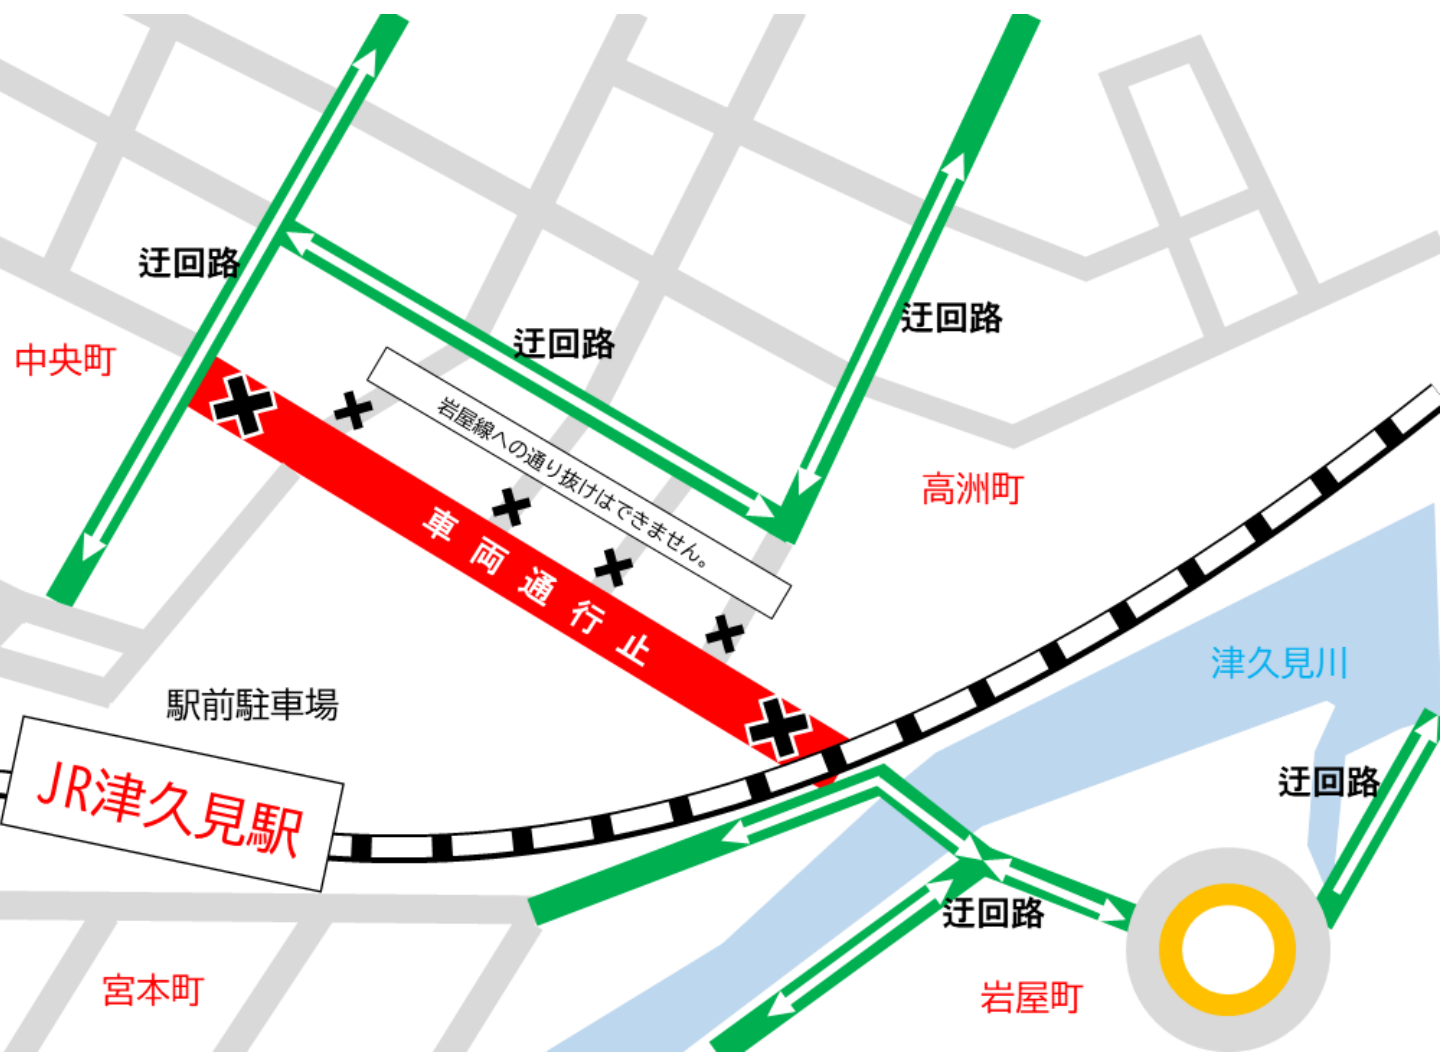 迂回路
迂回路
迂回路
中央町
岩屋線への通り抜けはできません。
高洲町
車両通行止
津久見川
駅前駐車場
JR津久見駅
迂回路
迂回路
宮本町
岩屋町